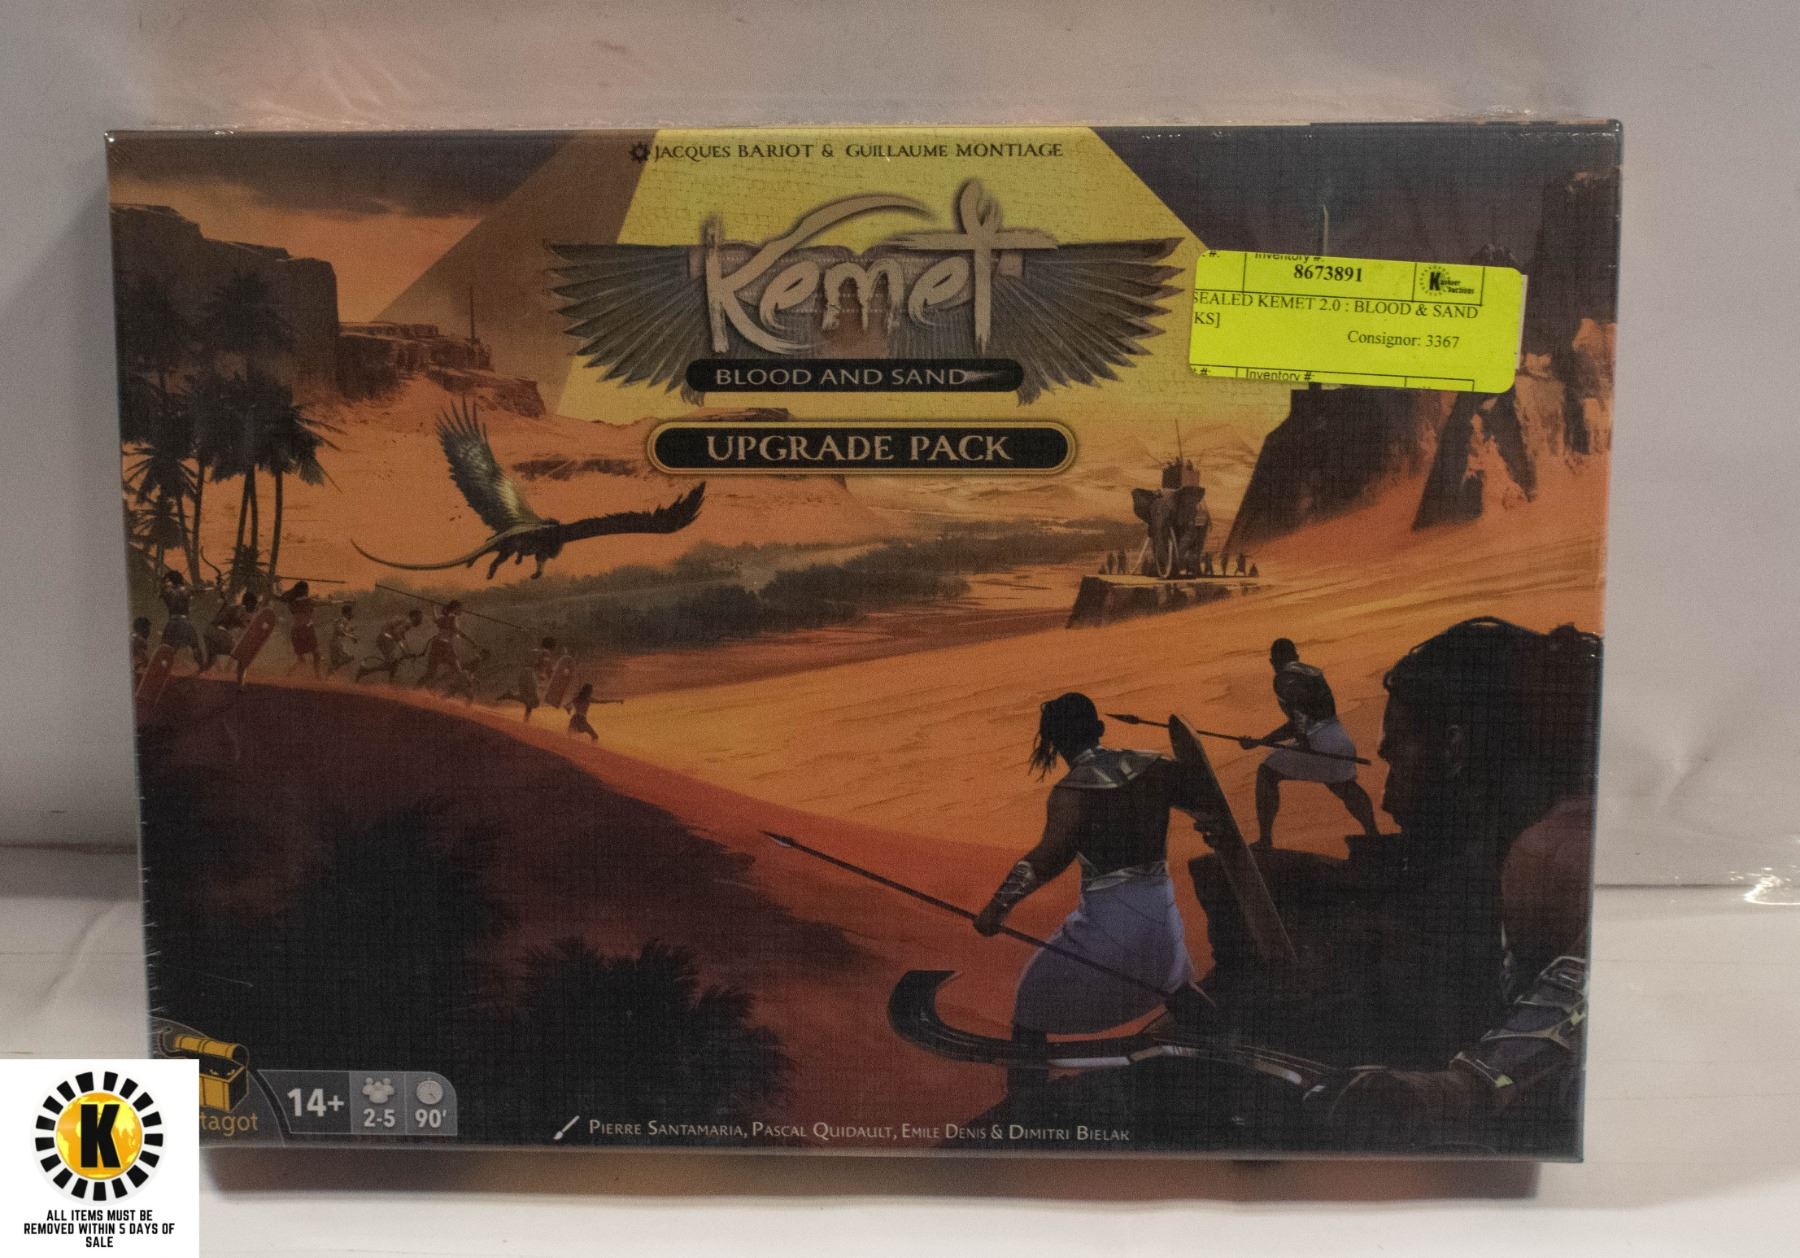 JACQUES BARIOT & GUILLAUME MONTIAGE
Kemet
BLOOD AND SAND
UPGRADE PACK
#: Inventory #:
8673891
SEALED KEMET 2.0 : BLOOD & SAND
KS]
Consignor: 3367
#: Inventory #:
tagot
14+
2-5
90'
PIERRE SANTAMARIA, PASCAL QUIDAULT, EMILE DENIS & DIMITRI BIELAK
K
ALL ITEMS MUST BE
REMOVED WITHIN 5 DAYS OF
SALE